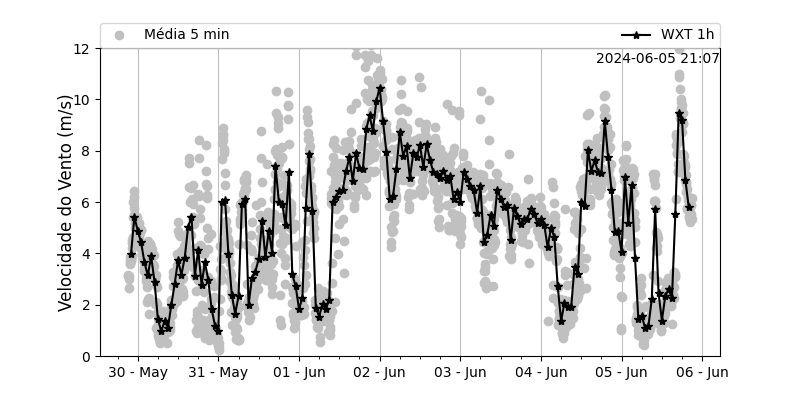 Média 5 min
WXT 1h
2024-06-05 21:07
Velocidade do Vento (m/s)
12
10
8
6
4
2
0
30 - May
31 - May
01 - Jun
02 - Jun
03 - Jun
04 - Jun
05 - Jun
06 - Jun